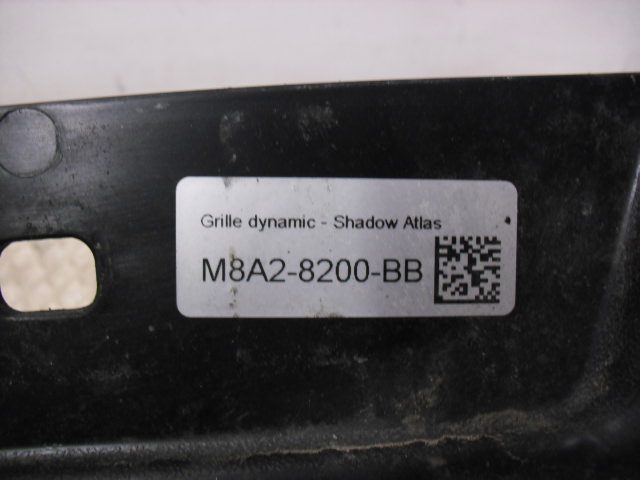 Grille dynamic - Shadow Atlas
M8A2-8200-BB